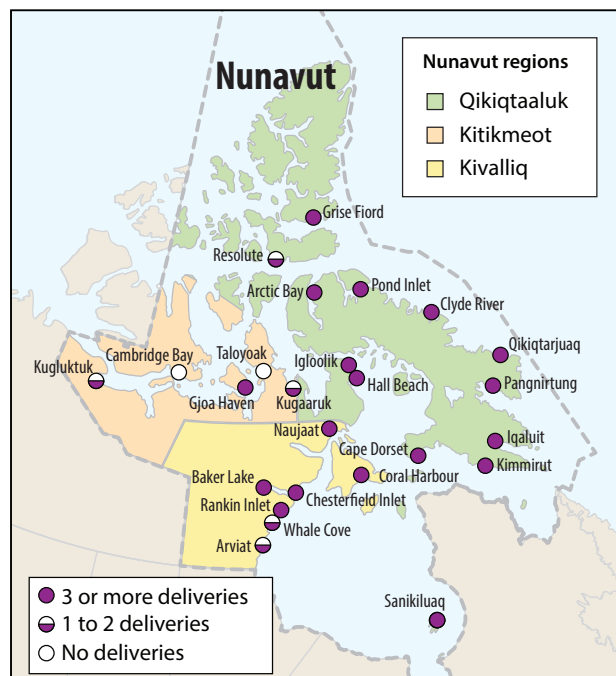 Nunavut
Nunavut regions
Qikiqtaaluk
Kitikmeot
Kivalliq
Grise Fiord
Resolute
Arctic Bay
Pond Inlet
Clyde River
Qikiqtarjuaq
Kugluktuk
Cambridge Bay
Taloyoak
Igloolik
Hall Beach
Pangnirtung
Gjoa Haven
Kugaaruk
Naujaat
Cape Dorset
Iqaluit
Kimmirut
Baker Lake
Coral Harbour
Rankin Inlet
Chesterfield Inlet
Whale Cove
Arviat
Sanikiluaq
3 or more deliveries
1 to 2 deliveries
No deliveries